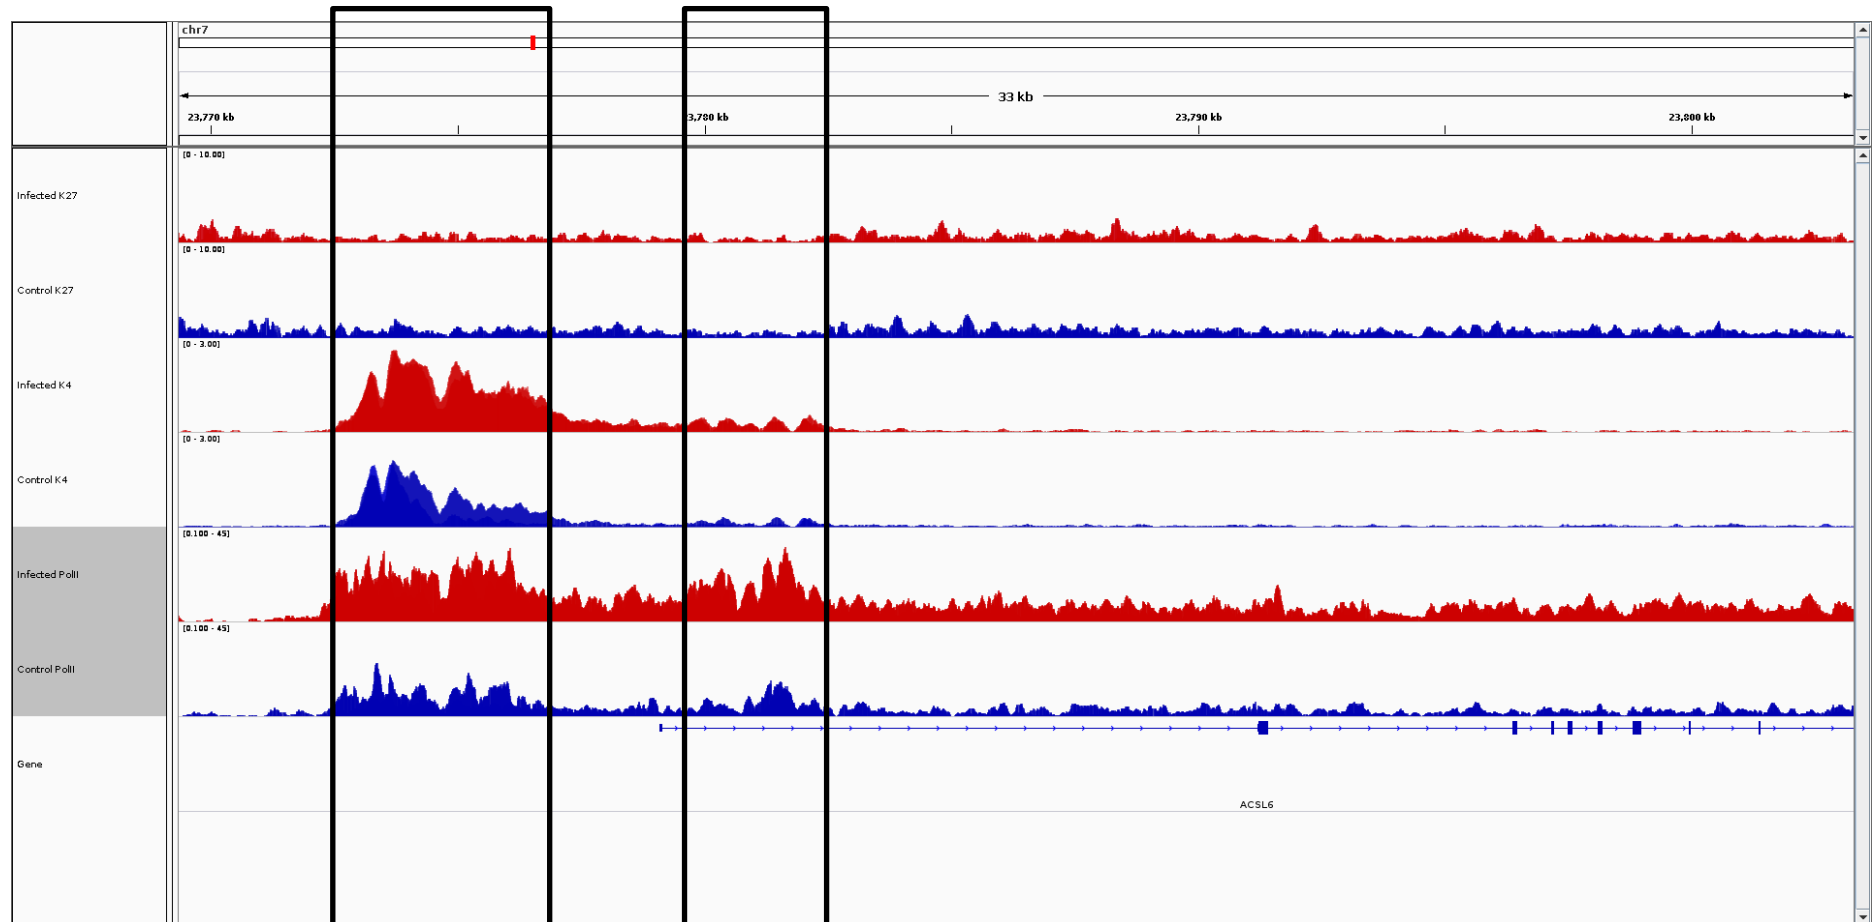 chr7
33 kb
23,770 kb
3,780 kb
23,790 kb
23,800 kb
[0 - 10.00]
Infected K27
[0 - 10.00]
Control K27
[0 - 3.00]
Infected K4
[0 - 3.00]
Control K4
[0.100 - 45]
Infected PolII
[0.100 - 45]
Control PolII
Gene
ACSL6